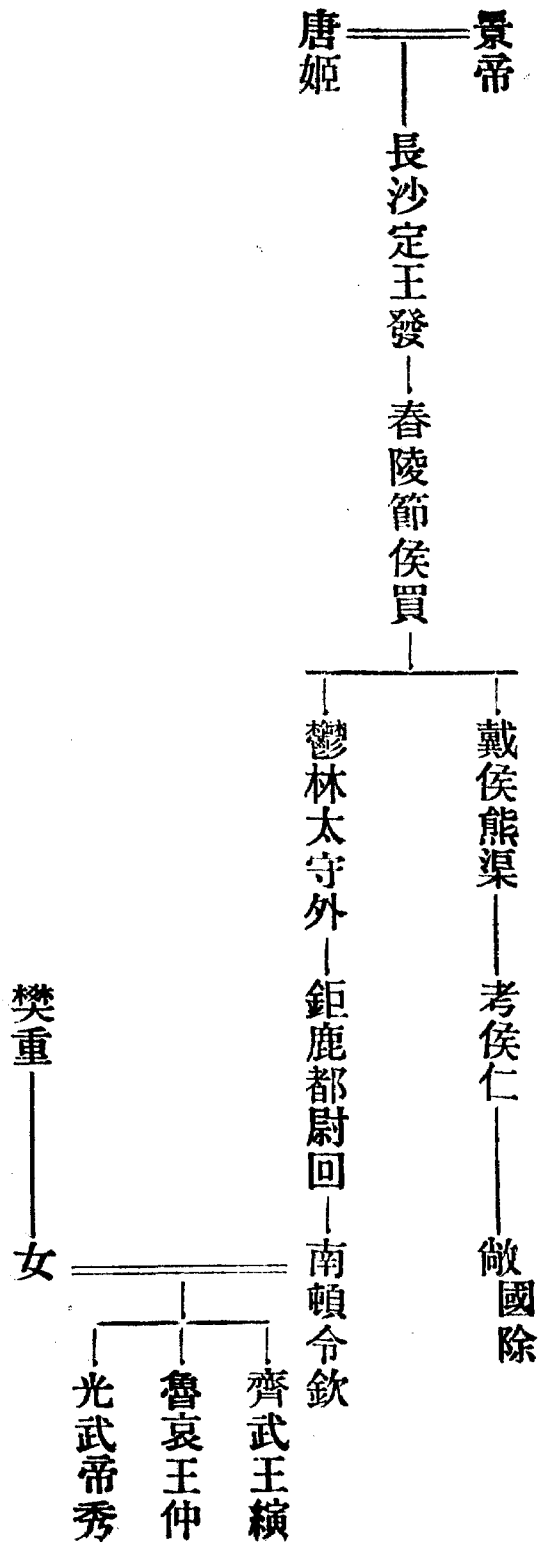 景帝
唐姬
長沙定王發
舂陵節侯買
戴侯熊渠
考侯仁
敞
國除
鬱林太守外
鉅鹿都尉回
南頓令欽
樊重
女
齊武王縯
魯哀王仲
光武帝秀